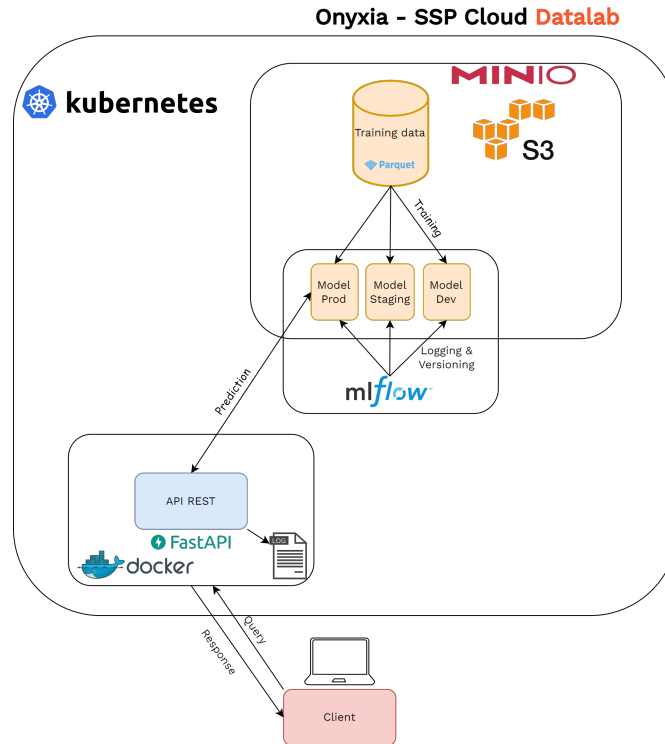 Onyxia - SSP Cloud Datalab
kubernetes
MINIO
S3
Training data
Parquet
Training
Model
Prod
Model
Staging
Model
Dev
Logging &
Versioning
mlflow™
Prediction
API REST
FastAPI
LOG
docker
Query
Response
Client